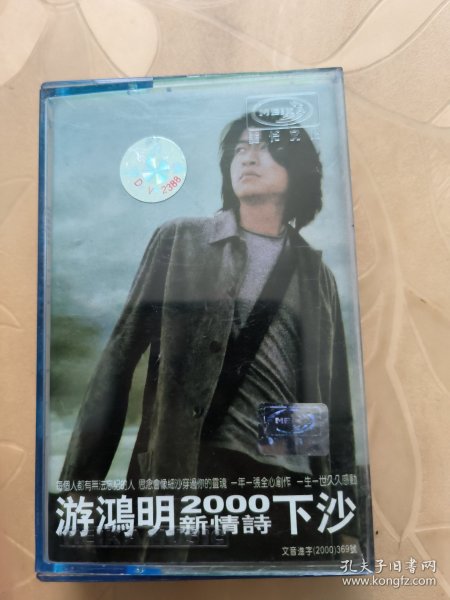 MEIKA
D V 2388
MEIKA
每個人都有無法忘記的人 思念會像細沙穿過你的靈魂 一年一張全心創作 一生一世久久感動
游鴻明 2000 新情詩 下沙
文音進字(2000)369號
孔夫子旧书网
www.kongfz.com